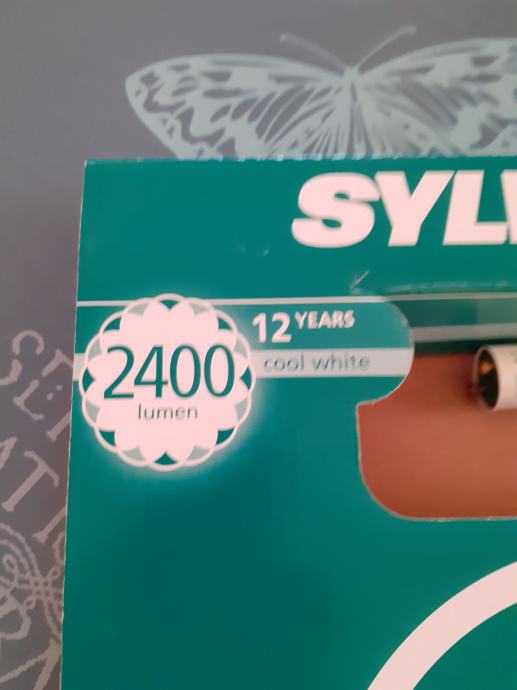 SYL
12 YEARS
cool white
2400
lumen